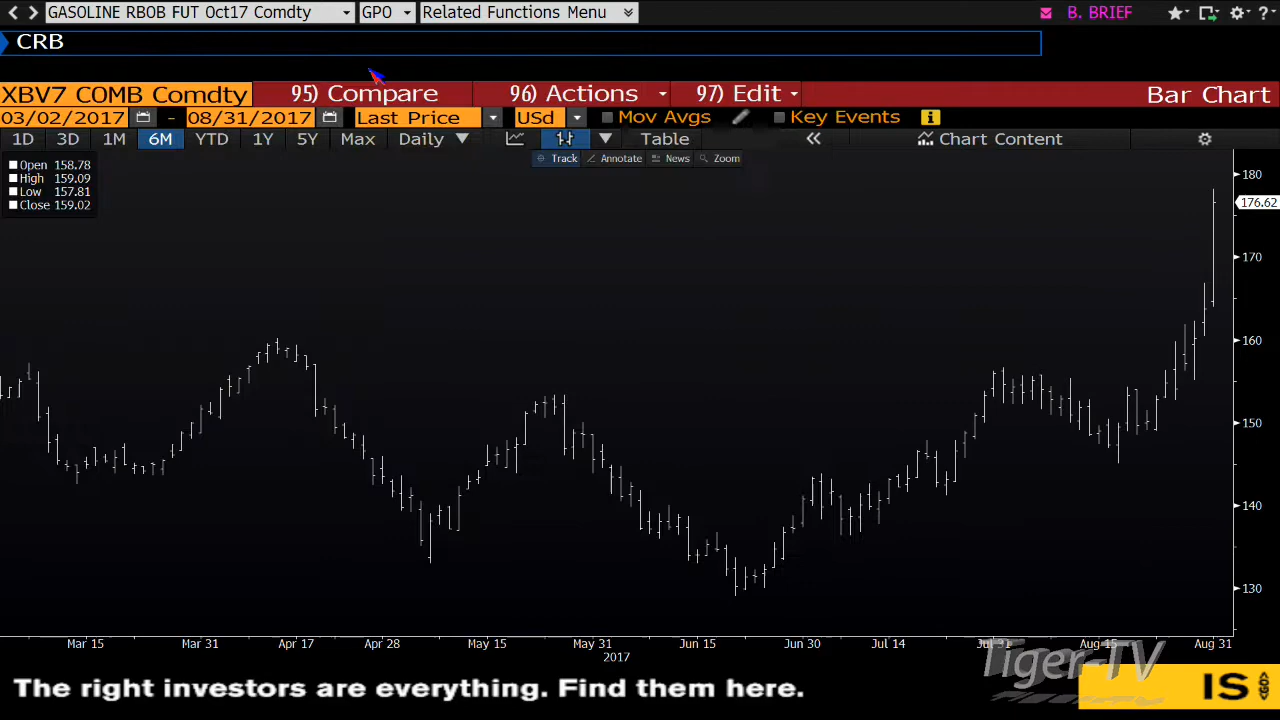 GASOLINE RBOB FUT Oct17 Comdty GPO Related Functions Menu B. BRIEF
CRB
XBV7 COMB Comdty 95) Compare 96) Actions 97) Edit Bar Chart
03/02/2017 - 08/31/2017 Last Price USd Mov Avgs Key Events
1D 3D 1M 6M YTD 1Y 5Y Max Daily Table Chart Content
Track Annotate News Zoom
Open 158.78
High 159.09
Low 157.81
Close 159.02
180
176.62
170
160
150
140
130
Mar 15 Mar 31 Apr 17 Apr 28 May 15 May 31 Jun 15 Jun 30 Jul 14 Jul 31 Aug 15 Aug 31
2017
Tiger-TV
The right investors are everything. Find them here. IS